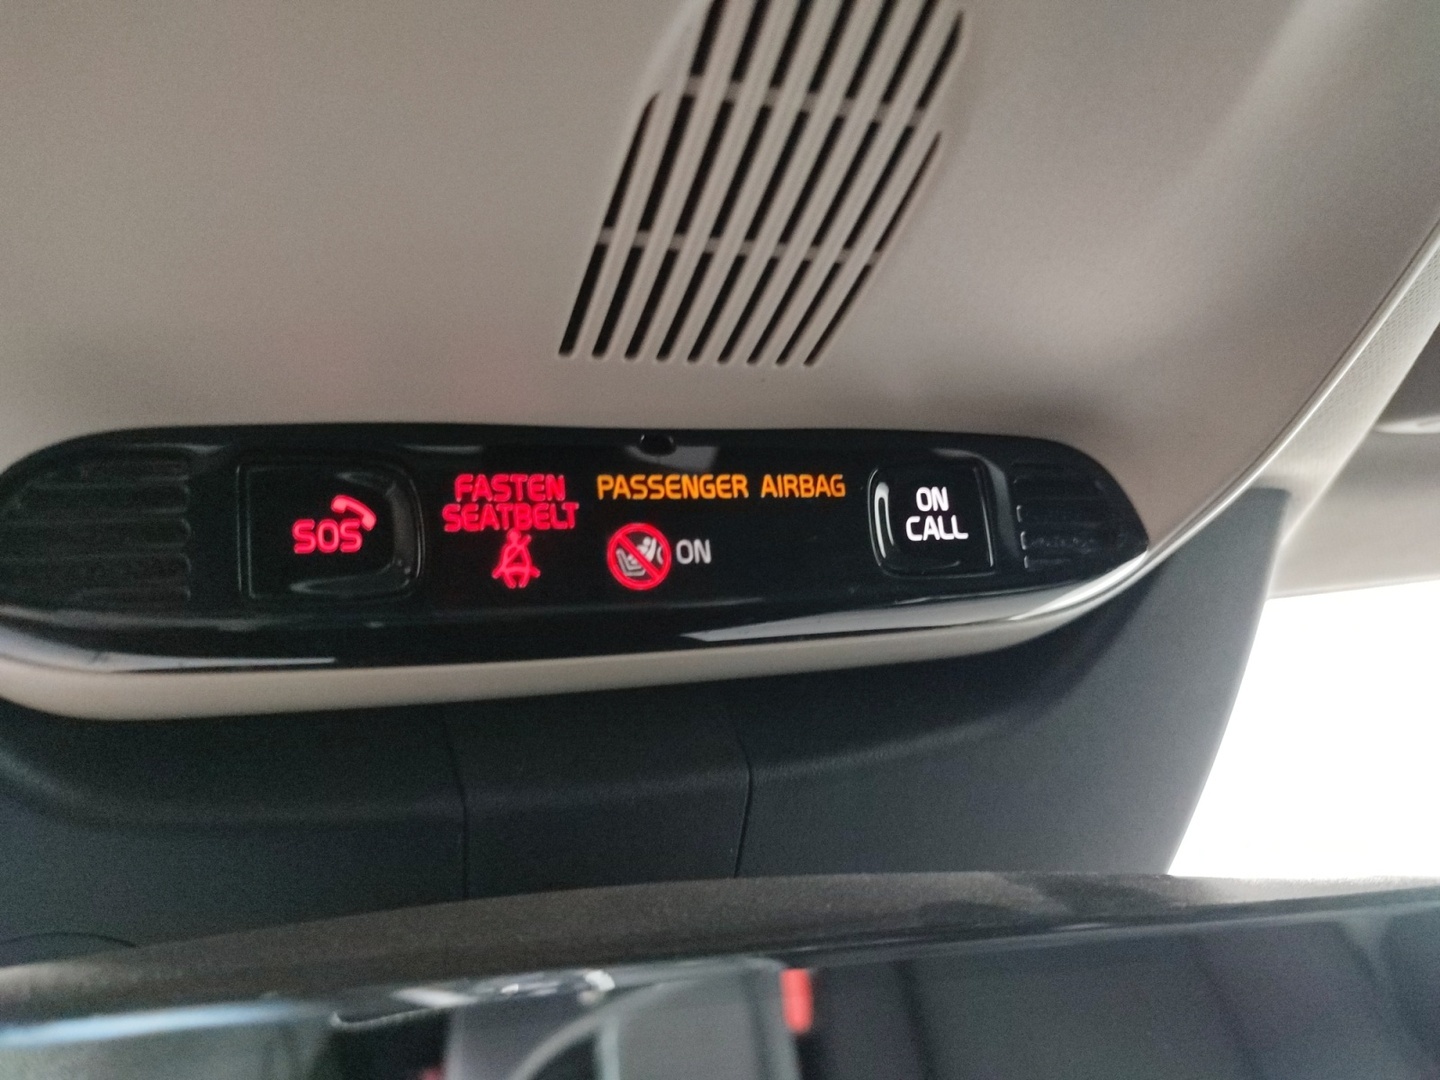 SOS
FASTEN
SEATBELT
PASSENGER AIRBAG
ON
ON
CALL